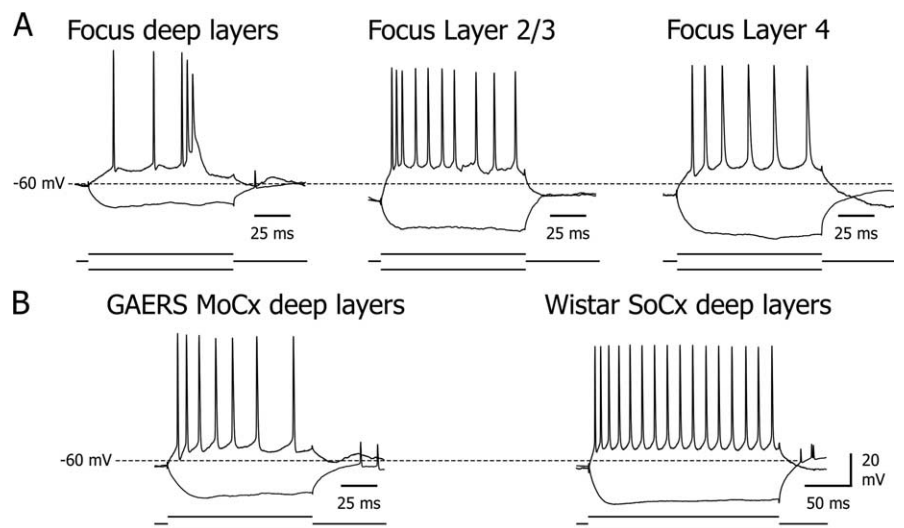 A
Focus deep layers
Focus Layer 2/3
Focus Layer 4
-60 mV
25 ms
25 ms
25 ms
B
GAERS MoCx deep layers
Wistar SoCx deep layers
-60 mV
25 ms
50 ms
20
mV